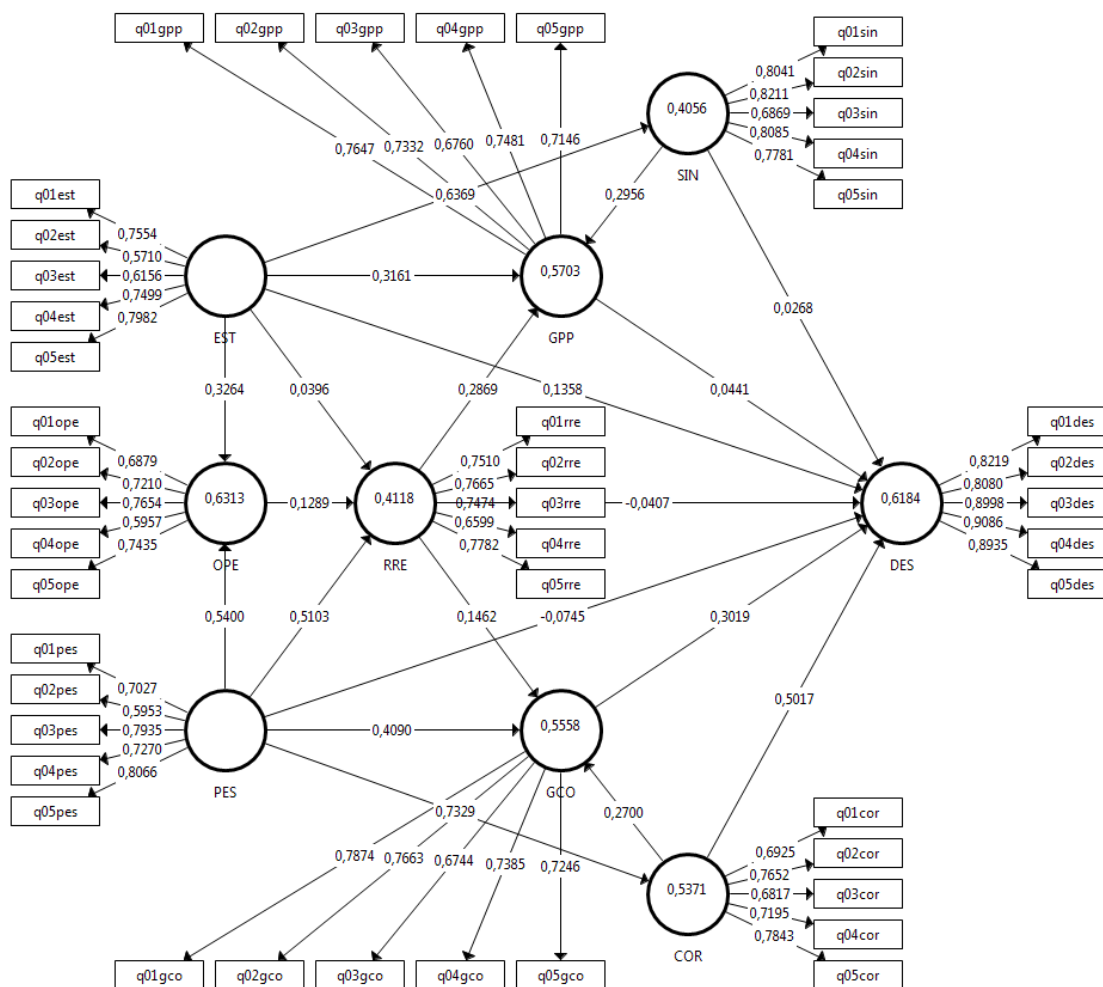 q01gpp q02gpp q03gpp q04gpp q05gpp
q01sin
0,8041
q02sin
0,8211
0,4056
0,6869
q03sin
0,8085
q04sin
0,7781
q05sin
SIN
0,7647
0,7332
0,6760
0,7481
0,7146
0,6369
0,2956
q01est
0,7554
q02est
0,5710
q03est
0,6156
0,7499
q04est
0,7982
q05est
EST
0,3161
0,5703
GPP
0,0268
0,3264
0,0396
0,2869
0,1358
0,0441
q01ope
0,6879
q02ope
0,7210
q03ope
0,7654
0,5957
q04ope
0,7435
q05ope
0,6313
OPE
0,1289
0,4118
RRE
q01rre
0,7510
q02rre
0,7665
0,7474
q03rre
0,6599
q04rre
0,7782
q05rre
-0,0407
0,6184
DES
q01des
0,8219
q02des
0,8080
q03des
0,8998
0,9086
q04des
0,8935
q05des
0,5400
0,5103
0,1462
-0,0745
0,3019
q01pes
0,7027
q02pes
0,5953
q03pes
0,7935
0,7270
q04pes
0,8066
q05pes
PES
0,4090
0,5558
GCO
0,5017
0,7329
0,2700
0,7874
0,7663
0,6744
0,7385
0,7246
0,5371
COR
q01cor
0,6925
q02cor
0,7652
0,6817
q03cor
0,7195
q04cor
0,7843
q05cor
q01gco q02gco q03gco q04gco q05gco